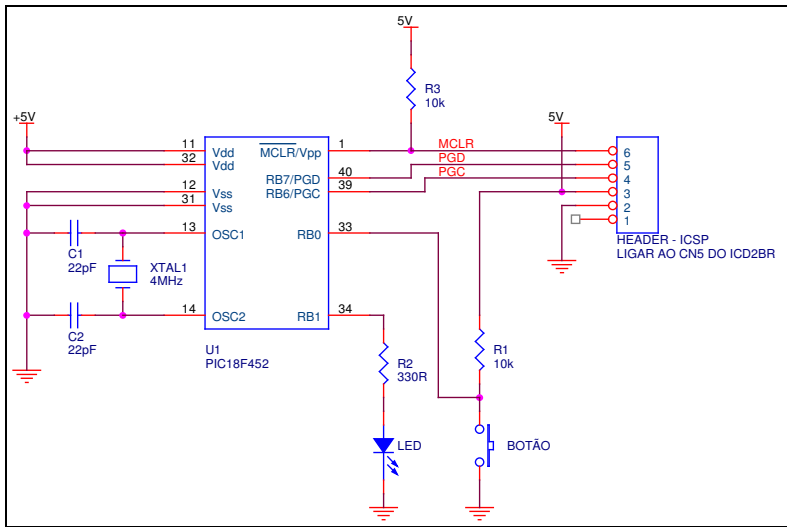 5V
R3
10k
+5V
5V
11
Vdd
32
Vdd
12
Vss
31
Vss
13
OSC1
14
OSC2
MCLR/Vpp
1
RB7/PGD
40
RB6/PGC
39
RB0
33
RB1
34
MCLR
PGD
PGC
6
5
4
3
2
1
HEADER - ICSP
LIGAR AO CN5 DO ICD2BR
C1
22pF
XTAL1
4MHz
C2
22pF
U1
PIC18F452
R2
330R
R1
10k
LED
BOTÃO